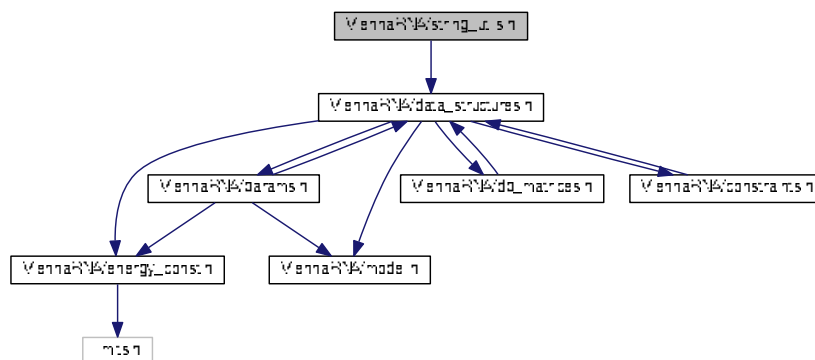 ViennaRNA/string_utils.h
ViennaRNA/data_structures.h
ViennaRNA/params.h
ViennaRNA/dp_matrices.h
ViennaRNA/constraints.h
ViennaRNA/energy_const.h
ViennaRNA/model.h
limits.h